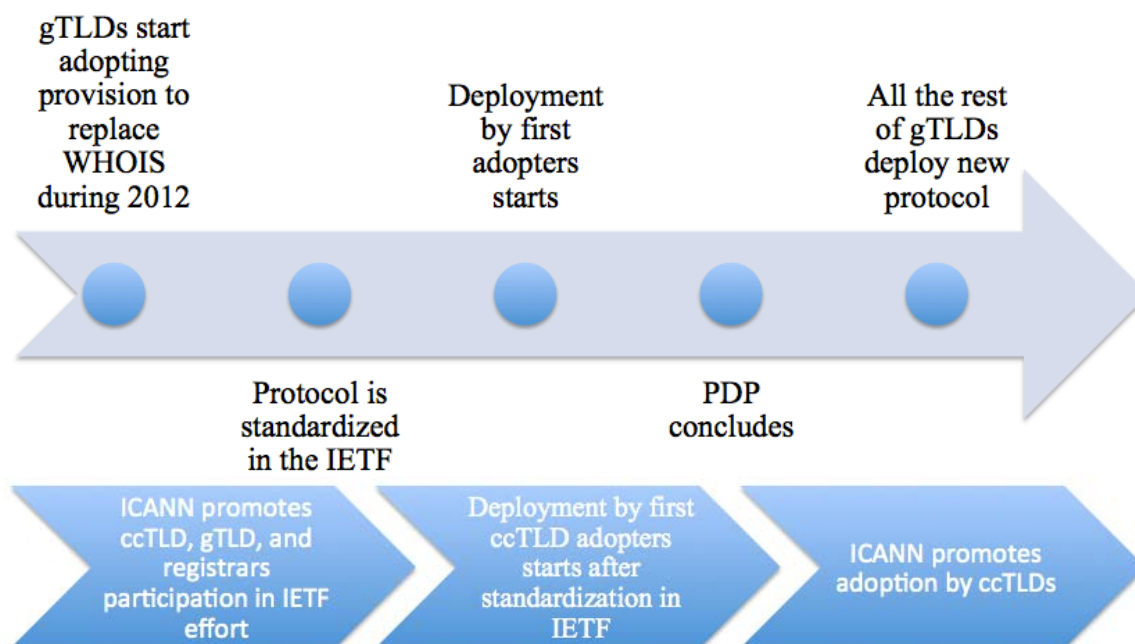 gTLDs start
adopting
provision to
replace
WHOIS
during 2012
Deployment
by first
adopters
starts
All the rest
of gTLDs
deploy new
protocol
Protocol is
standardized
in the IETF
PDP
concludes
ICANN promotes
ccTLD, gTLD, and
registrars
participation in IETF
effort
Deployment by first
ccTLD adopters
starts after
standardization in
IETF
ICANN promotes
adoption by ccTLDs